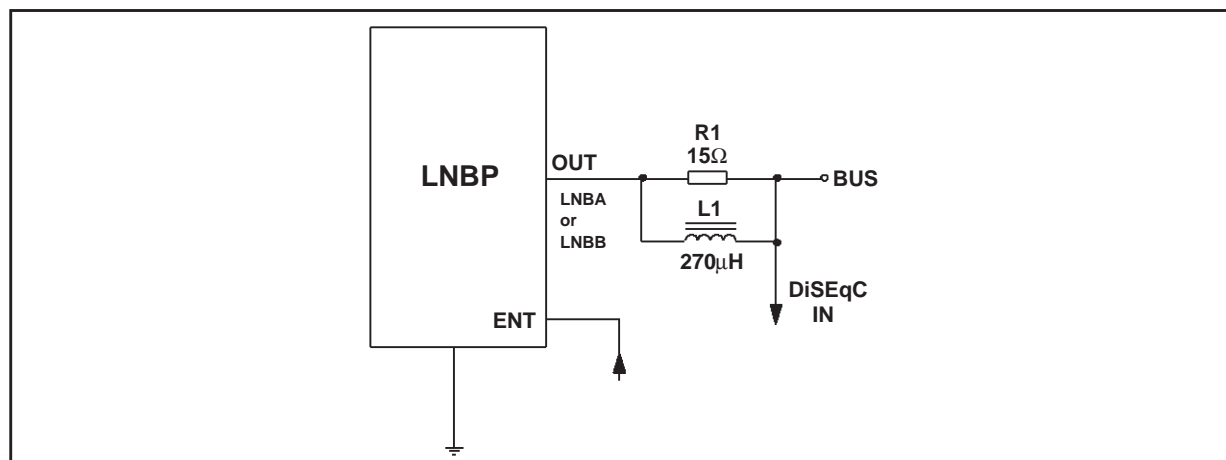 R1
15Ω
LNBP
OUT
BUS
LNBA
or
LNBB
L1
270µH
DiSEqC
IN
ENT